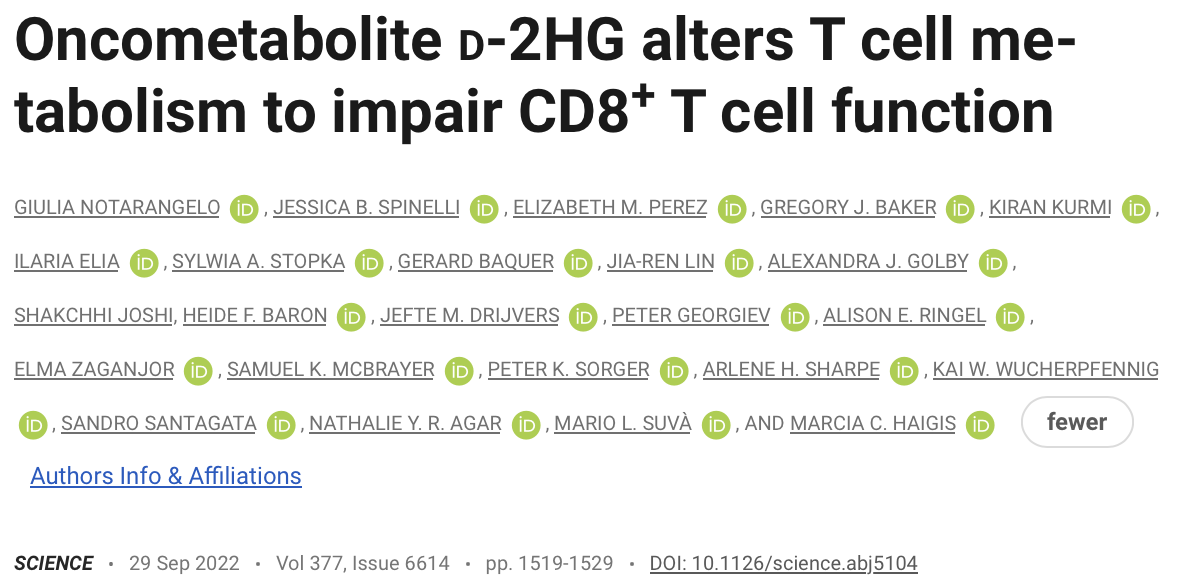 Oncometabolite D-2HG alters T cell me-
tabolism to impair CD8⁺ T cell function
GIULIA NOTARANGELO iD , JESSICA B. SPINELLI iD , ELIZABETH M. PEREZ iD , GREGORY J. BAKER iD , KIRAN KURMI iD ,
ILARIA ELIA iD , SYLWIA A. STOPKA iD , GERARD BAQUER iD , JIA-REN LIN iD , ALEXANDRA J. GOLBY iD ,
SHAKCHHI JOSHI, HEIDE F. BARON iD , JEFTE M. DRIJVERS iD , PETER GEORGIEV iD , ALISON E. RINGEL iD ,
ELMA ZAGANJOR iD , SAMUEL K. MCBRAYER iD , PETER K. SORGER iD , ARLENE H. SHARPE iD , KAI W. WUCHERPFENNIG
iD , SANDRO SANTAGATA iD , NATHALIE Y. R. AGAR iD , MARIO L. SUVÀ iD , AND MARCIA C. HAIGIS iD fewer
Authors Info & Affiliations
SCIENCE • 29 Sep 2022 • Vol 377, Issue 6614 • pp. 1519-1529 • DOI: 10.1126/science.abj5104